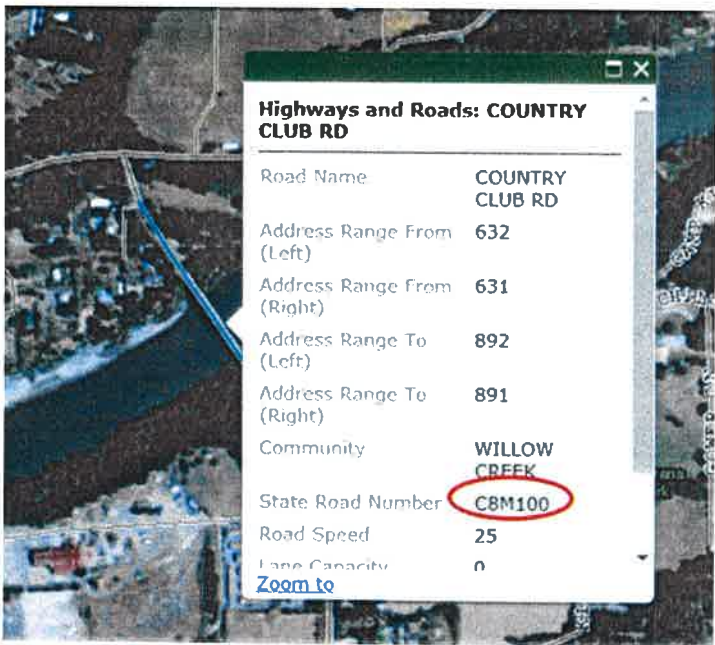 Highways and Roads: COUNTRY
CLUB RD
Road Name COUNTRY
CLUB RD
Address Range From 632
(Left)
Address Range From 631
(Right)
Address Range To 892
(Left)
Address Range To 891
(Right)
Community WILLOW
CREEK
State Road Number C8M100
Road Speed 25
Lane Capacity 0
Zoom to